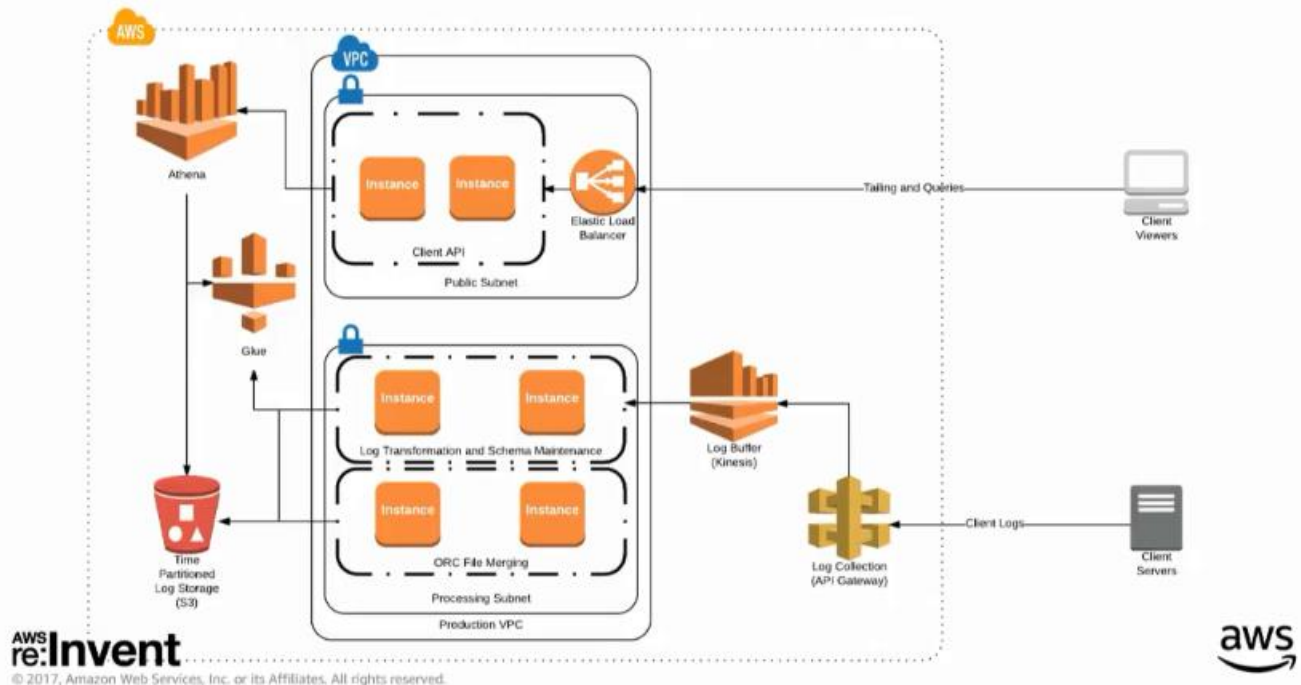 AWS
VPC
Athena
Instance
Instance
Elastic Load
Balancer
Tailing and Queries
Client
Viewers
Client API
Public Subnet
Glue
Instance
Instance
Log Transformation and Schema Maintenance
Log Buffer
(Kinesis)
Instance
Instance
Client Logs
Time
Partitioned
Log Storage
(S3)
ORC File Merging
Log Collection
(API Gateway)
Client
Servers
Processing Subnet
Production VPC
AWS
re:Invent
aws
© 2017, Amazon Web Services, Inc. or its Affiliates. All rights reserved.